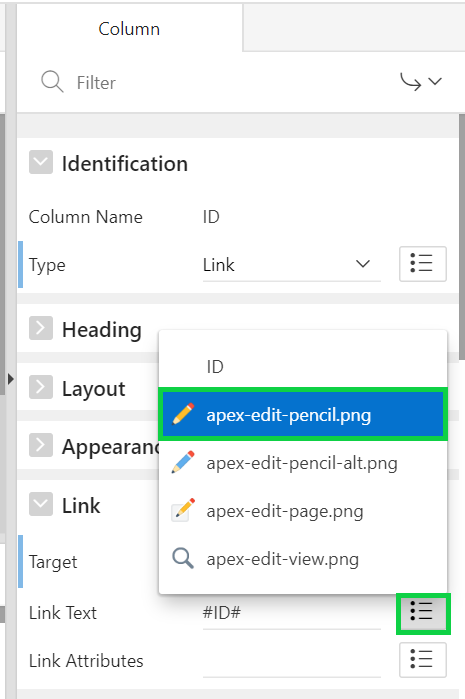 Column
Filter
Identification
Column Name ID
Type Link
Heading
ID
Layout
apex-edit-pencil.png
Appearanc
apex-edit-pencil-alt.png
Link
apex-edit-page.png
Target
apex-edit-view.png
Link Text #ID#
Link Attributes